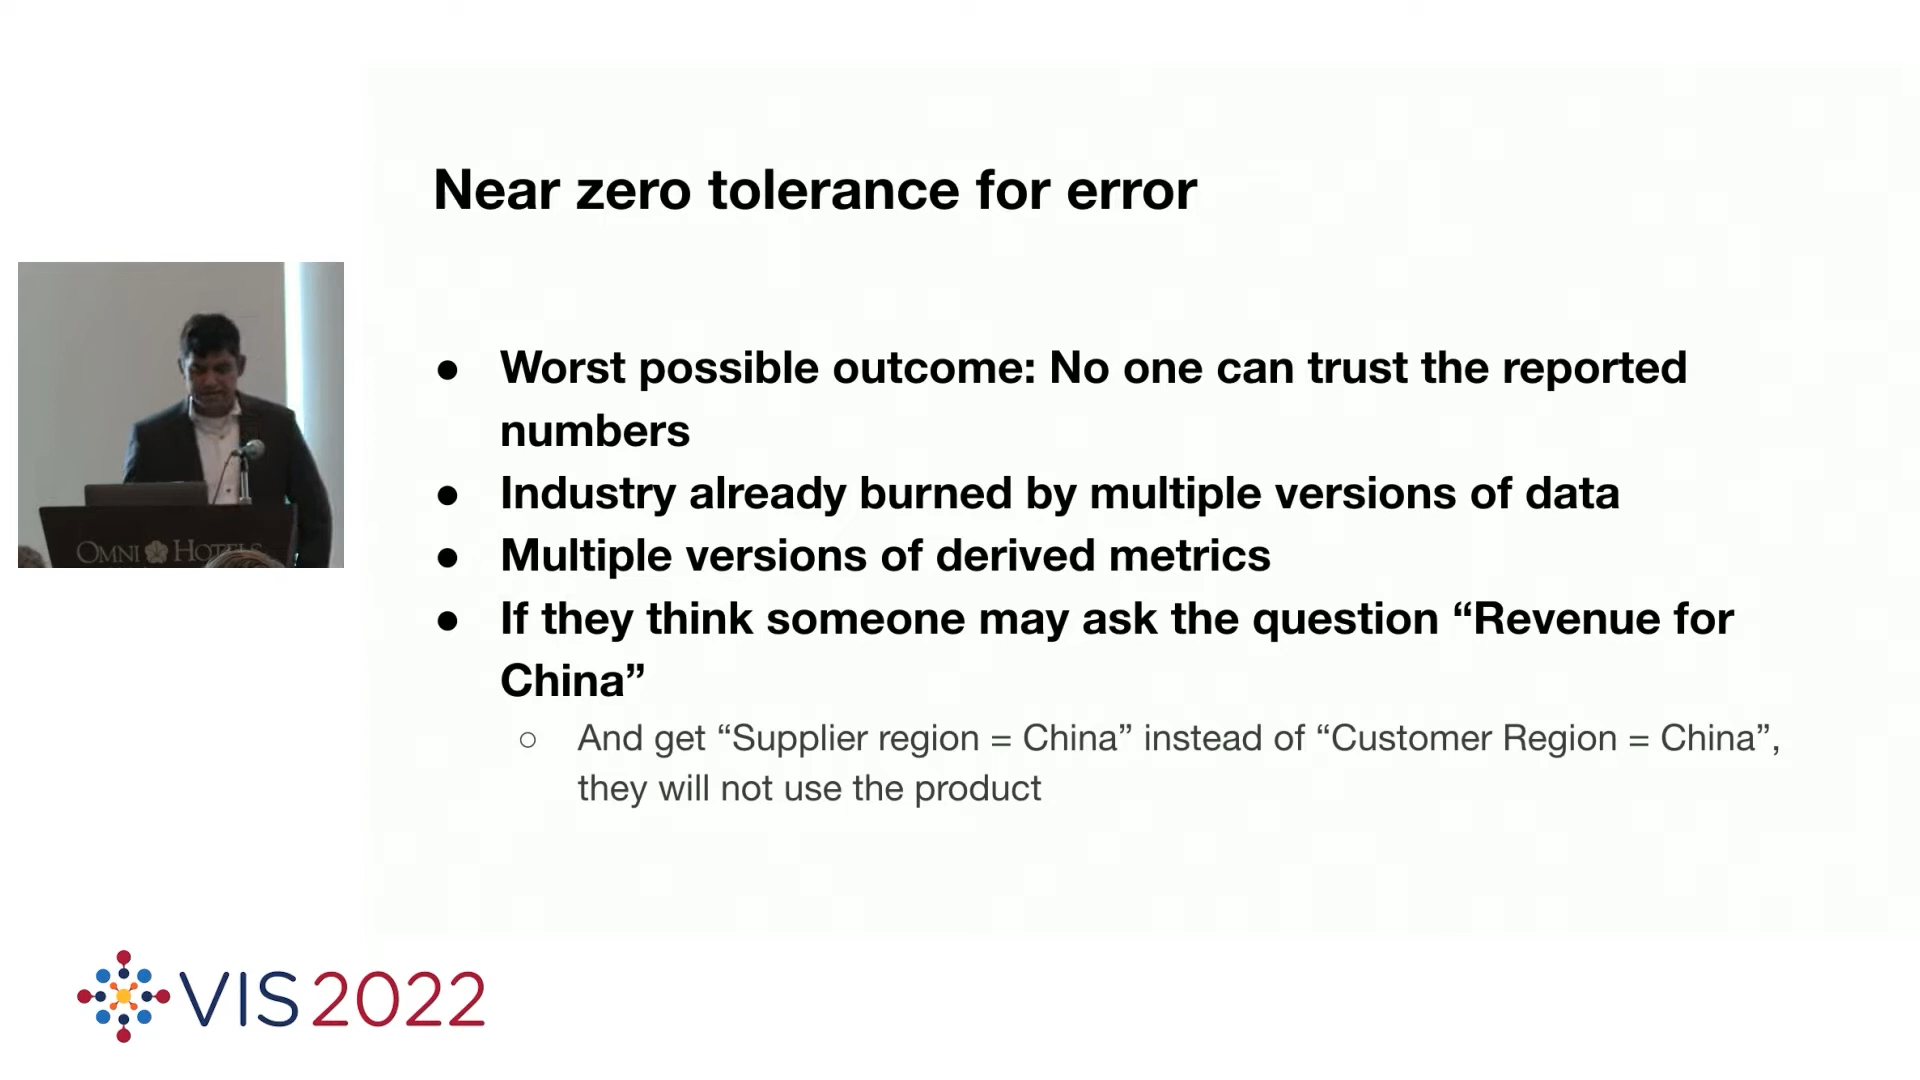 Near zero tolerance for error
● Worst possible outcome: No one can trust the reported
numbers
● Industry already burned by multiple versions of data
● Multiple versions of derived metrics
● If they think someone may ask the question “Revenue for
China”
○ And get “Supplier region = China” instead of “Customer Region = China”,
they will not use the product
OMNI HOTELS
VIS2022